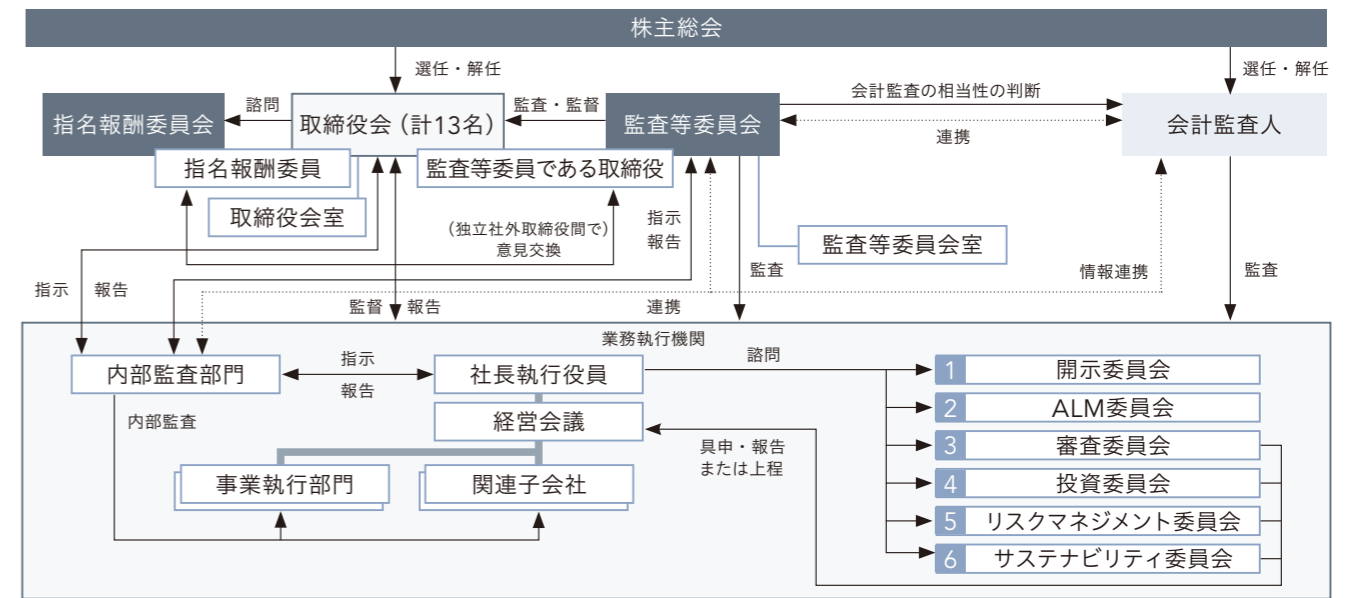 株主総会
選任・解任
選任・解任
指名報酬委員会
諮問
取締役会（計13名）
監査・監督
監査等委員会
会計監査の相当性の判断
連携
会計監査人
指名報酬委員
監査等委員である取締役
取締役会室
（独立社外取締役間で）
意見交換
指示
報告
監査等委員会室
指示
報告
監督
報告
連携
監査
情報連携
監査
業務執行機関
内部監査部門
指示
報告
社長執行役員
諮問
1 開示委員会
内部監査
経営会議
2 ALM委員会
具申・報告
または上程
3 審査委員会
事業執行部門
関連子会社
4 投資委員会
5 リスクマネジメント委員会
6 サステナビリティ委員会